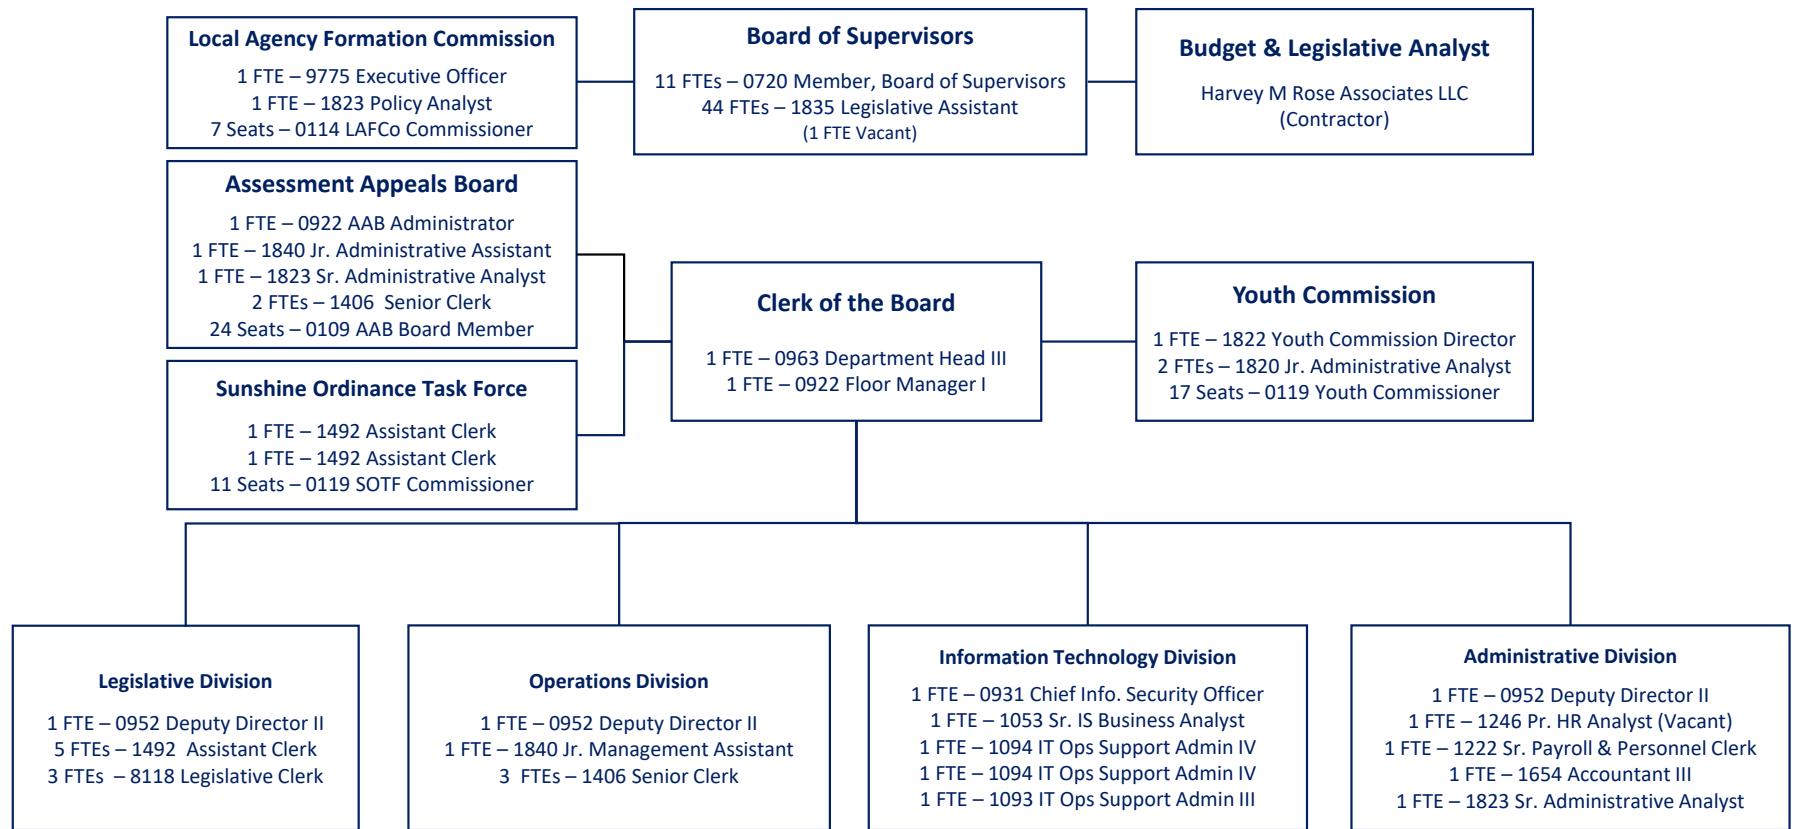 Local Agency Formation Commission
1 FTE – 9775 Executive Officer
1 FTE – 1823 Policy Analyst
7 Seats – 0114 LAFCo Commissioner
Board of Supervisors
11 FTEs – 0720 Member, Board of Supervisors
44 FTEs – 1835 Legislative Assistant
(1 FTE Vacant)
Budget & Legislative Analyst
Harvey M Rose Associates LLC
(Contractor)
Assessment Appeals Board
1 FTE – 0922 AAB Administrator
1 FTE – 1840 Jr. Administrative Assistant
1 FTE – 1823 Sr. Administrative Analyst
2 FTEs – 1406  Senior Clerk
24 Seats – 0109 AAB Board Member
Clerk of the Board
1 FTE – 0963 Department Head III
1 FTE – 0922 Floor Manager I
Youth Commission
1 FTE – 1822 Youth Commission Director
2 FTEs – 1820 Jr. Administrative Analyst
17 Seats – 0119 Youth Commissioner
Sunshine Ordinance Task Force
1 FTE – 1492 Assistant Clerk
1 FTE – 1492 Assistant Clerk
11 Seats – 0119 SOTF Commissioner
Legislative Division
1 FTE – 0952 Deputy Director II
5 FTEs – 1492  Assistant Clerk
3 FTEs  – 8118 Legislative Clerk
Operations Division
1 FTE – 0952 Deputy Director II
1 FTE – 1840 Jr. Management Assistant
3  FTEs – 1406 Senior Clerk
Information Technology Division
1 FTE – 0931 Chief Info. Security Officer
1 FTE – 1053 Sr. IS Business Analyst
1 FTE – 1094 IT Ops Support Admin IV
1 FTE – 1094 IT Ops Support Admin IV
1 FTE – 1093 IT Ops Support Admin III
Administrative Division
1 FTE – 0952 Deputy Director II
1 FTE – 1246 Pr. HR Analyst (Vacant)
1 FTE – 1222 Sr. Payroll & Personnel Clerk
1 FTE – 1654 Accountant III
1 FTE – 1823 Sr. Administrative Analyst